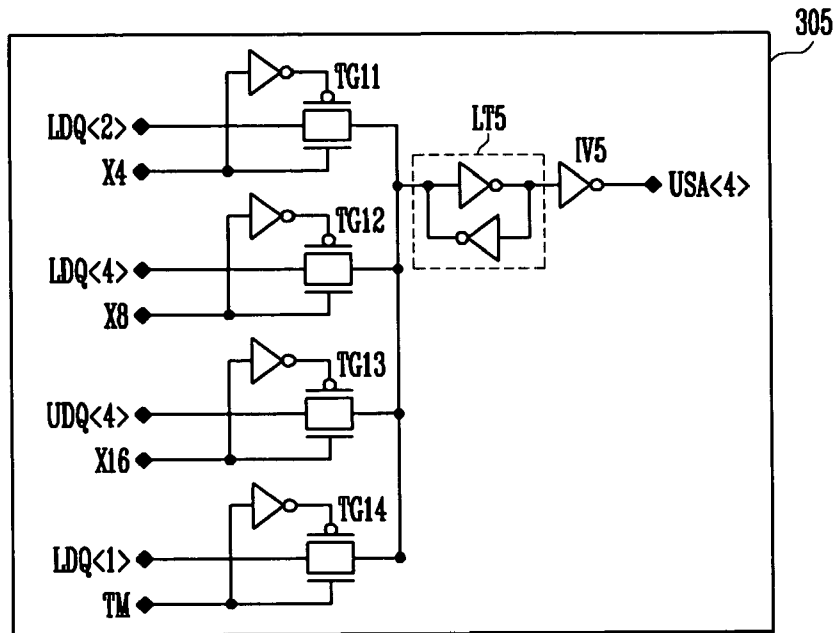 305
TG11
LDQ<2>
X4
LT5
IV5
USA<4>
TG12
LDQ<4>
X8
TG13
UDQ<4>
X16
TG14
LDQ<1>
TM